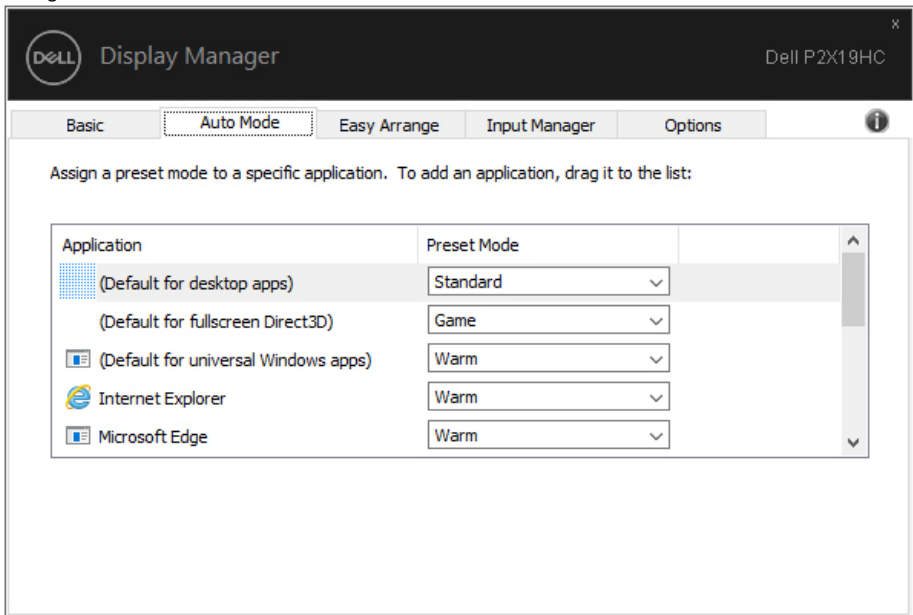 x
DELL Display Manager Dell P2X19HC
Basic Auto Mode Easy Arrange Input Manager Options
Assign a preset mode to a specific application. To add an application, drag it to the list:
Application Preset Mode
(Default for desktop apps) Standard
(Default for fullscreen Direct3D) Game
(Default for universal Windows apps) Warm
Internet Explorer Warm
Microsoft Edge Warm